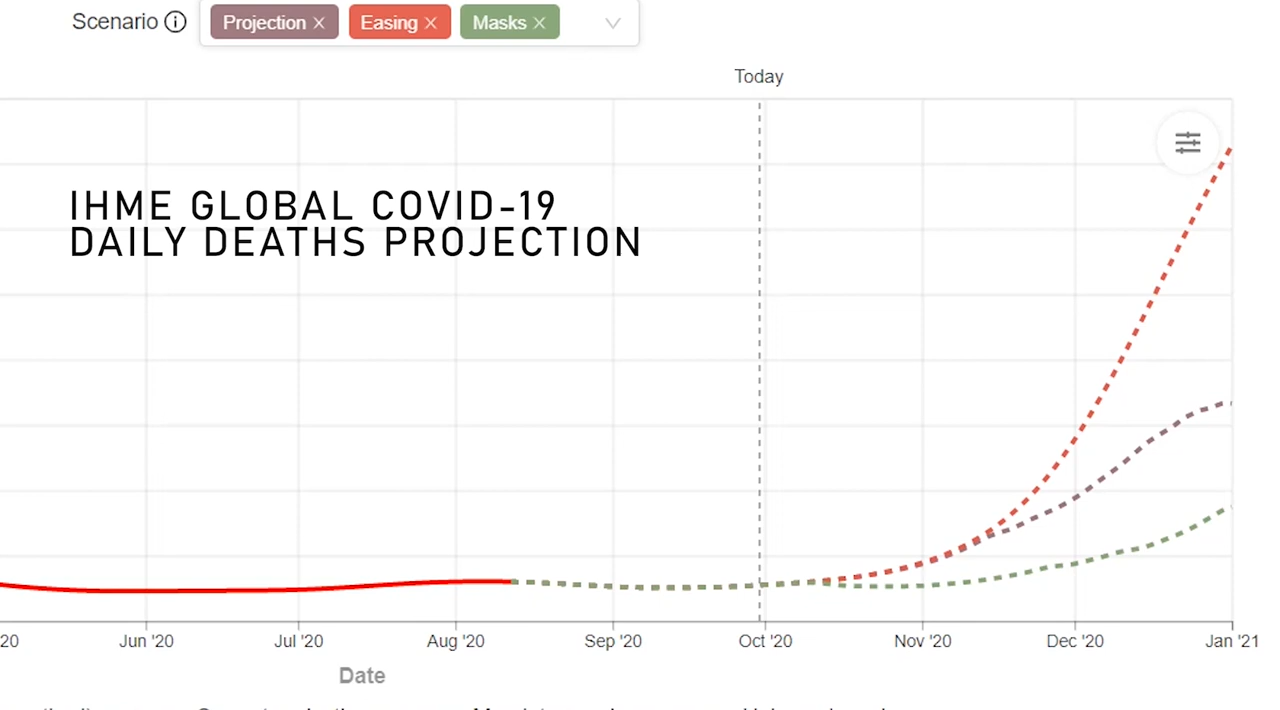 Scenario
Projection × Easing × Masks ×
Today
IHME GLOBAL COVID-19
DAILY DEATHS PROJECTION
20 Jun '20 Jul '20 Aug '20 Sep '20 Oct '20 Nov '20 Dec '20 Jan '21
Date